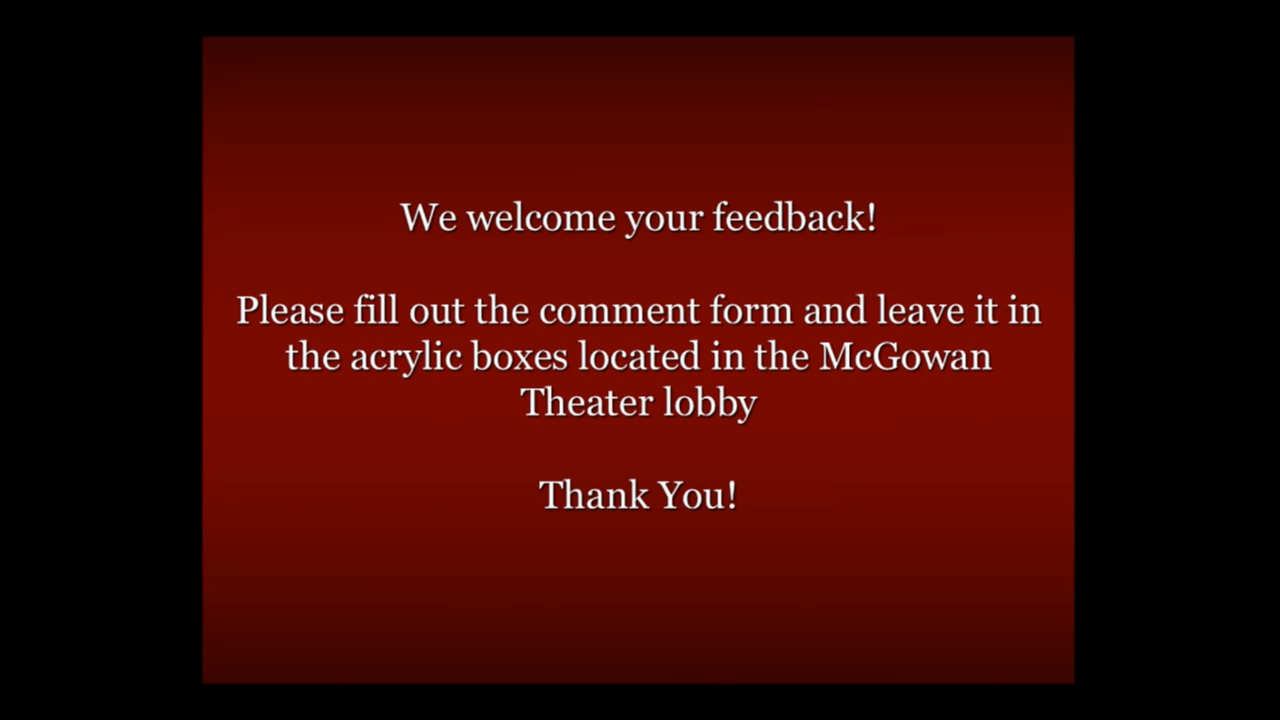 We welcome your feedback!
Please fill out the comment form and leave it in
the acrylic boxes located in the McGowan
Theater lobby
Thank You!